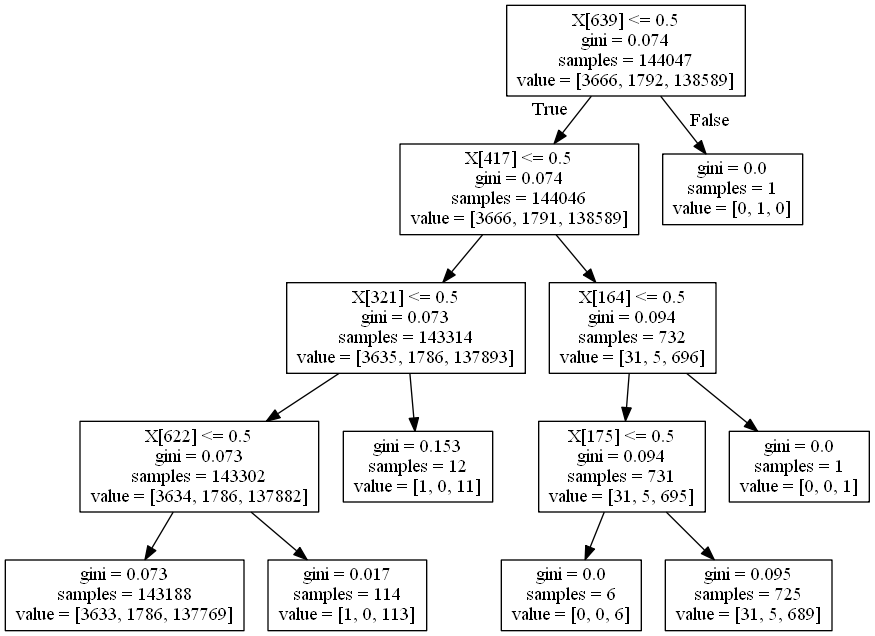 X[639] <= 0.5
gini = 0.074
samples = 144047
value = [3666, 1792, 138589]
True
False
X[417] <= 0.5
gini = 0.074
samples = 144046
value = [3666, 1791, 138589]
gini = 0.0
samples = 1
value = [0, 1, 0]
X[321] <= 0.5
gini = 0.073
samples = 143314
value = [3635, 1786, 137893]
X[164] <= 0.5
gini = 0.094
samples = 732
value = [31, 5, 696]
X[622] <= 0.5
gini = 0.073
samples = 143302
value = [3634, 1786, 137882]
gini = 0.153
samples = 12
value = [1, 0, 11]
X[175] <= 0.5
gini = 0.094
samples = 731
value = [31, 5, 695]
gini = 0.0
samples = 1
value = [0, 0, 1]
gini = 0.073
samples = 143188
value = [3633, 1786, 137769]
gini = 0.017
samples = 114
value = [1, 0, 113]
gini = 0.0
samples = 6
value = [0, 0, 6]
gini = 0.095
samples = 725
value = [31, 5, 689]